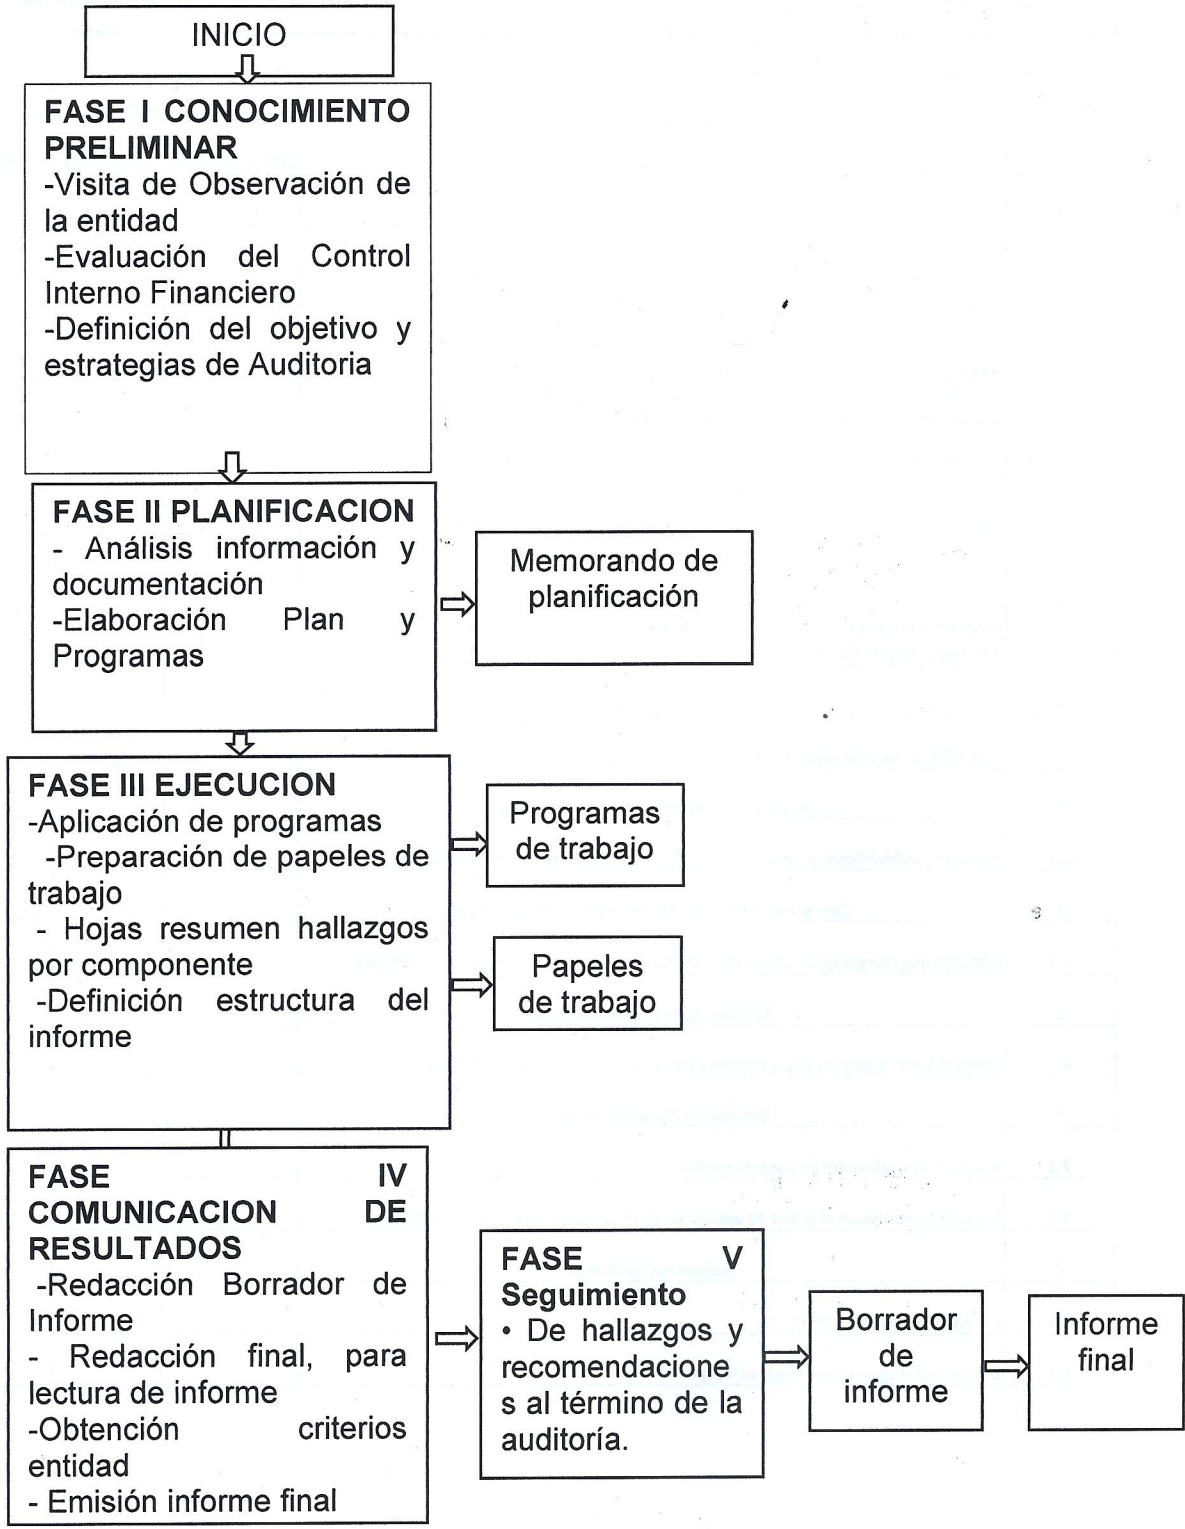 INICIO
FASE I CONOCIMIENTO
PRELIMINAR
-Visita de Observación de
la entidad
-Evaluación del Control
Interno Financiero
-Definición del objetivo y
estrategias de Auditoria
FASE II PLANIFICACION
- Análisis información y
documentación
-Elaboración Plan y
Programas
Memorando de
planificación
FASE III EJECUCION
-Aplicación de programas
-Preparación de papeles de
trabajo
- Hojas resumen hallazgos
por componente
-Definición estructura del
informe
Programas
de trabajo
Papeles
de trabajo
FASE IV
COMUNICACION DE
RESULTADOS
-Redacción Borrador de
Informe
- Redacción final, para
lectura de informe
-Obtención criterios
entidad
- Emisión informe final
FASE V
Seguimiento
• De hallazgos y
recomendacione
s al término de la
auditoría.
Borrador
de
informe
Informe
final